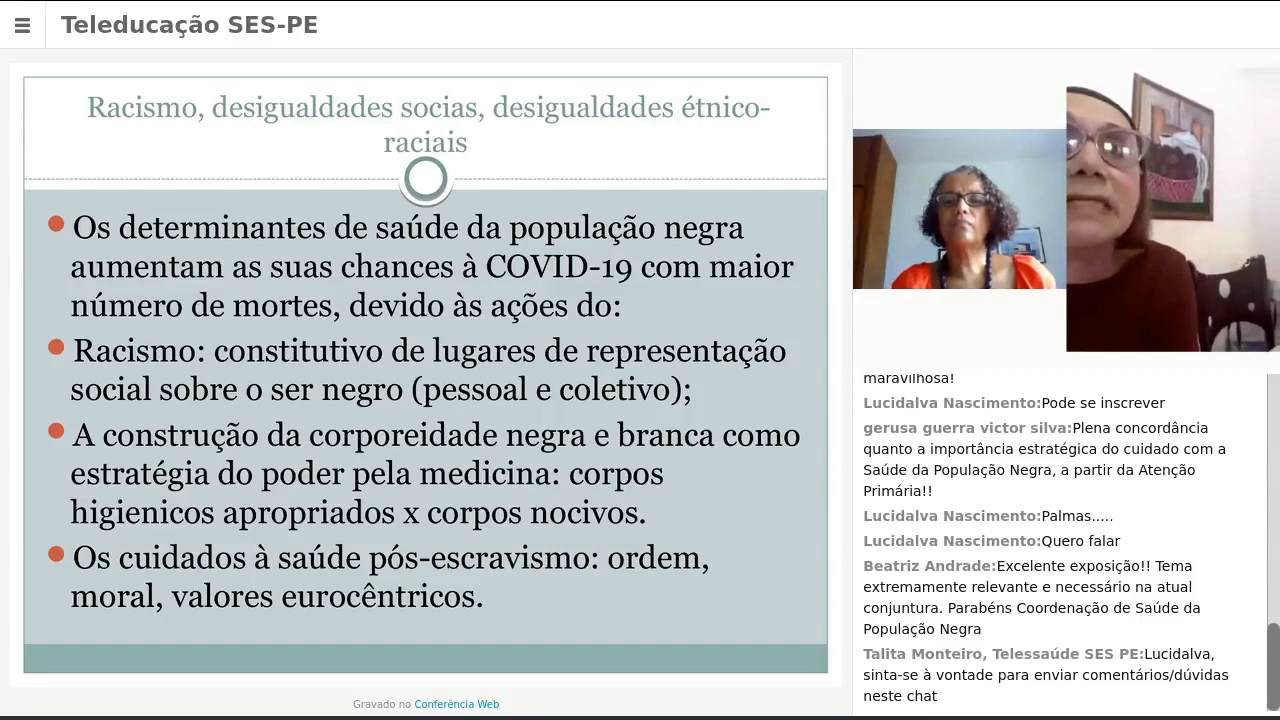 Teleducação SES-PE
Racismo, desigualdades socias, desigualdades étnico-
raciais
Os determinantes de saúde da população negra
aumentam as suas chances à COVID-19 com maior
número de mortes, devido às ações do:
Racismo: constitutivo de lugares de representação
social sobre o ser negro (pessoal e coletivo);
A construção da corporeidade negra e branca como
estratégia do poder pela medicina: corpos
higienicos apropriados x corpos nocivos.
Os cuidados à saúde pós-escravismo: ordem,
moral, valores eurocêntricos.
Gravado no Conferência Web
maravilhosa!
Lucidalva Nascimento:Pode se inscrever
gerusa guerra victor silva:Plena concordância
quanto a importância estratégica do cuidado com a
Saúde da População Negra, a partir da Atenção
Primária!!
Lucidalva Nascimento:Palmas.....
Lucidalva Nascimento:Quero falar
Beatriz Andrade:Excelente exposição!! Tema
extremamente relevante e necessário na atual
conjuntura. Parabéns Coordenação de Saúde da
População Negra
Talita Monteiro, Telessaúde SES PE:Lucidalva,
sinta-se à vontade para enviar comentários/dúvidas
neste chat